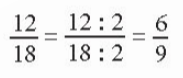 12/18 = 12 : 2 / 18 : 2 = 6/9